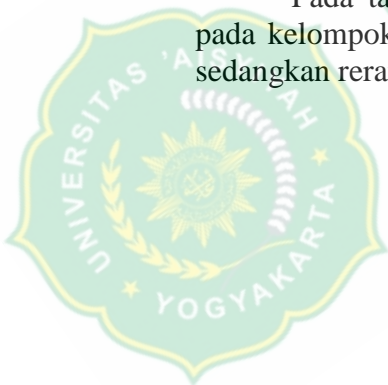 Pada ta
pada kelompok
sedangkan rera
UNIVERSITAS 'AISYIYAH
YOGYAKARTA